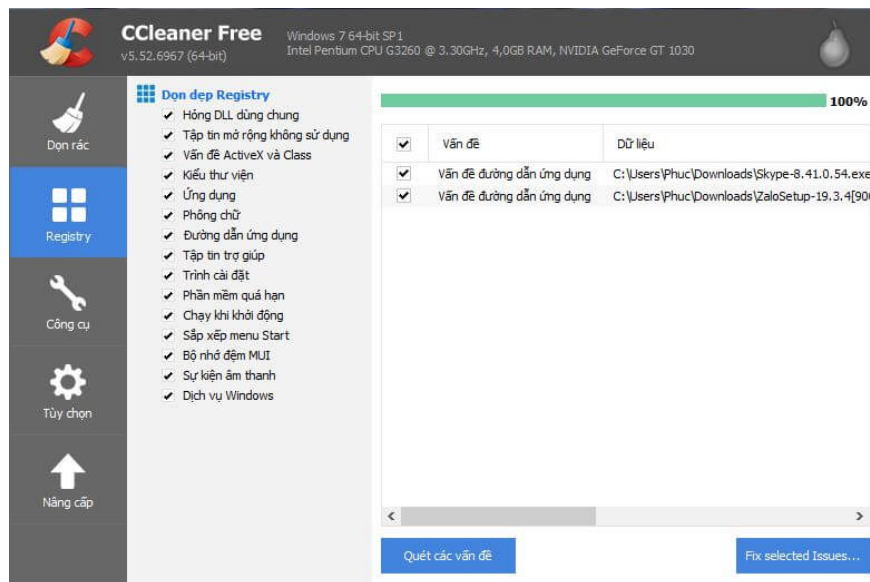 CCleaner Free
v5.52.6967 (64-bit)
Windows 7 64-bit SP1
Intel Pentium CPU G3260 @ 3.30GHz, 4,0GB RAM, NVIDIA GeForce GT 1030
Dọn rác
Registry
Công cụ
Tùy chọn
Nâng cấp
Dọn dẹp Registry
Hỏng DLL dùng chung
Tập tin mở rộng không sử dụng
Vấn đề ActiveX và Class
Kiểu thư viện
Ứng dụng
Phông chữ
Đường dẫn ứng dụng
Tập tin trợ giúp
Trình cài đặt
Phần mềm quá hạn
Chạy khi khởi động
Sắp xếp menu Start
Bộ nhớ đệm MUI
Sự kiện âm thanh
Dịch vụ Windows
100%
Vấn đề Dữ liệu
Vấn đề đường dẫn ứng dụng C:\Users\Phuc\Downloads\Skype-8.41.0.54.exe
Vấn đề đường dẫn ứng dụng C:\Users\Phuc\Downloads\ZaloSetup-19.3.4[90
Quét các vấn đề
Fix selected Issues...